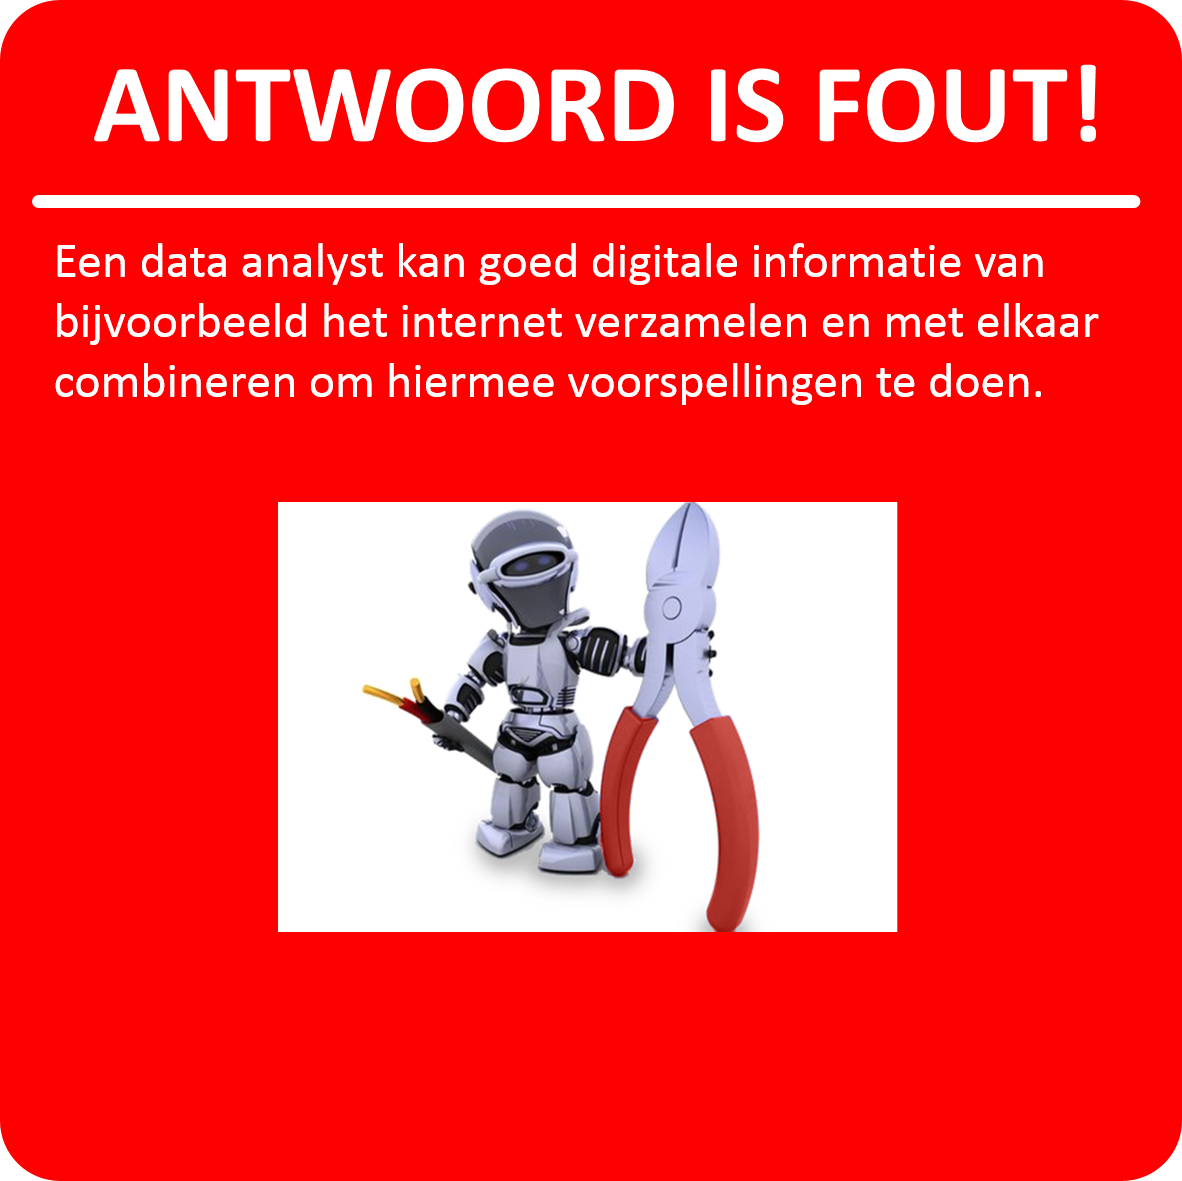 ANTWOORD IS FOUT!
Een data analyst kan goed digitale informatie van
bijvoorbeeld het internet verzamelen en met elkaar
combineren om hiermee voorspellingen te doen.